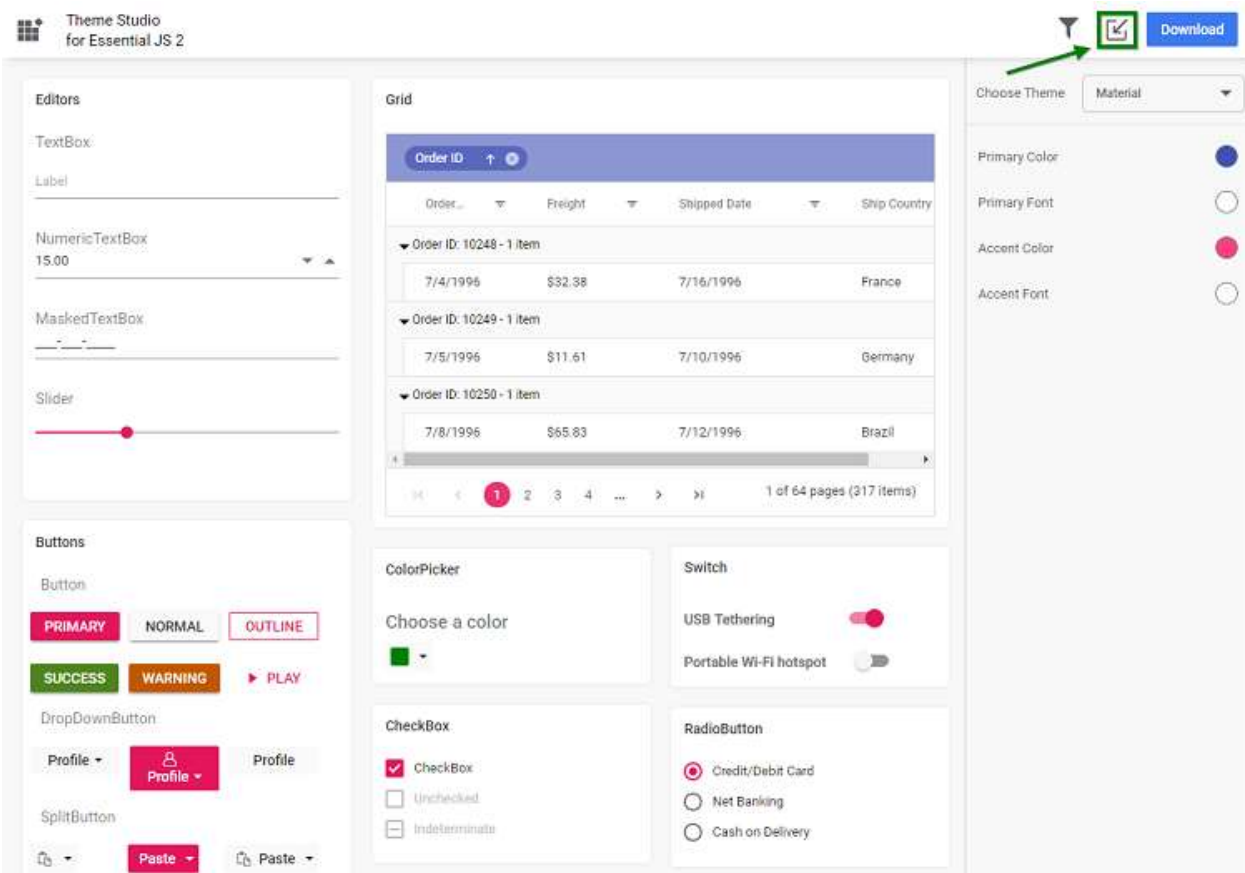 Theme Studio
for Essential JS 2
Download
Editors
TextBox
Label
NumericTextBox
15.00
MaskedTextBox
___-___-____
Slider
Grid
Order ID
Order... Freight Shipped Date Ship Country
Order ID: 10248 - 1 item
7/4/1996 $32.38 7/16/1996 France
Order ID: 10249 - 1 item
7/5/1996 $11.61 7/10/1996 Germany
Order ID: 10250 - 1 item
7/8/1996 $65.83 7/12/1996 Brazil
1 2 3 4 ... 1 of 64 pages (317 items)
Choose Theme Material
Primary Color
Primary Font
Accent Color
Accent Font
Buttons
Button
PRIMARY NORMAL OUTLINE
SUCCESS WARNING PLAY
DropDownButton
Profile Profile Profile
SplitButton
Paste Paste
ColorPicker
Choose a color
Switch
USB Tethering
Portable Wi-Fi hotspot
CheckBox
CheckBox
Unchecked
Indeterminate
RadioButton
Credit/Debit Card
Net Banking
Cash on Delivery